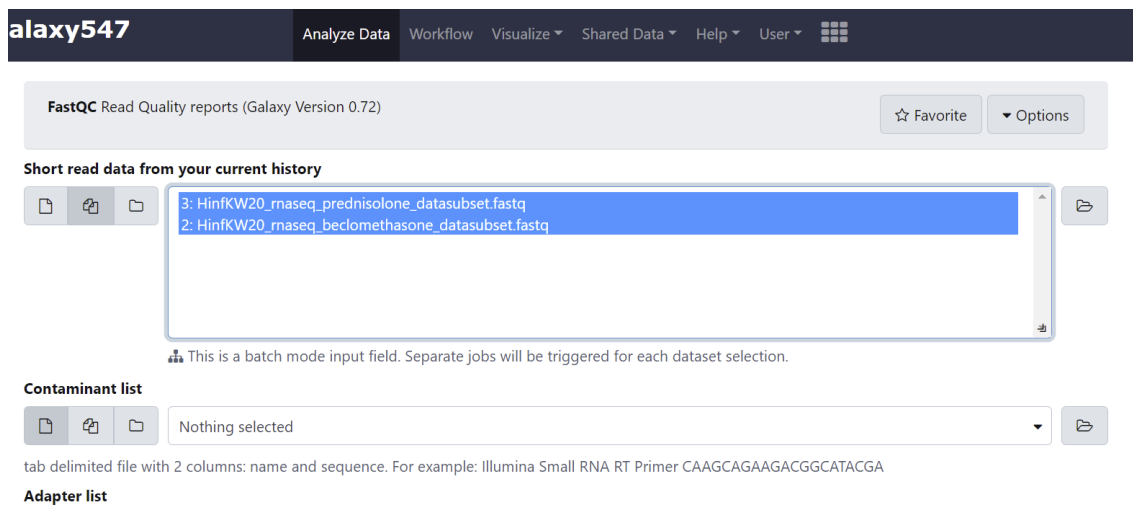 alaxy547
Analyze Data Workflow Visualize Shared Data Help User
FastQC Read Quality reports (Galaxy Version 0.72)
Favorite Options
Short read data from your current history
3: HinfKW20_rnaseq_prednisolone_datasubset.fastq
2: HinfKW20_rnaseq_beclomethasone_datasubset.fastq
This is a batch mode input field. Separate jobs will be triggered for each dataset selection.
Contaminant list
Nothing selected
tab delimited file with 2 columns: name and sequence. For example: Illumina Small RNA RT Primer CAAGCAGAAGACGGCATACGA
Adapter list